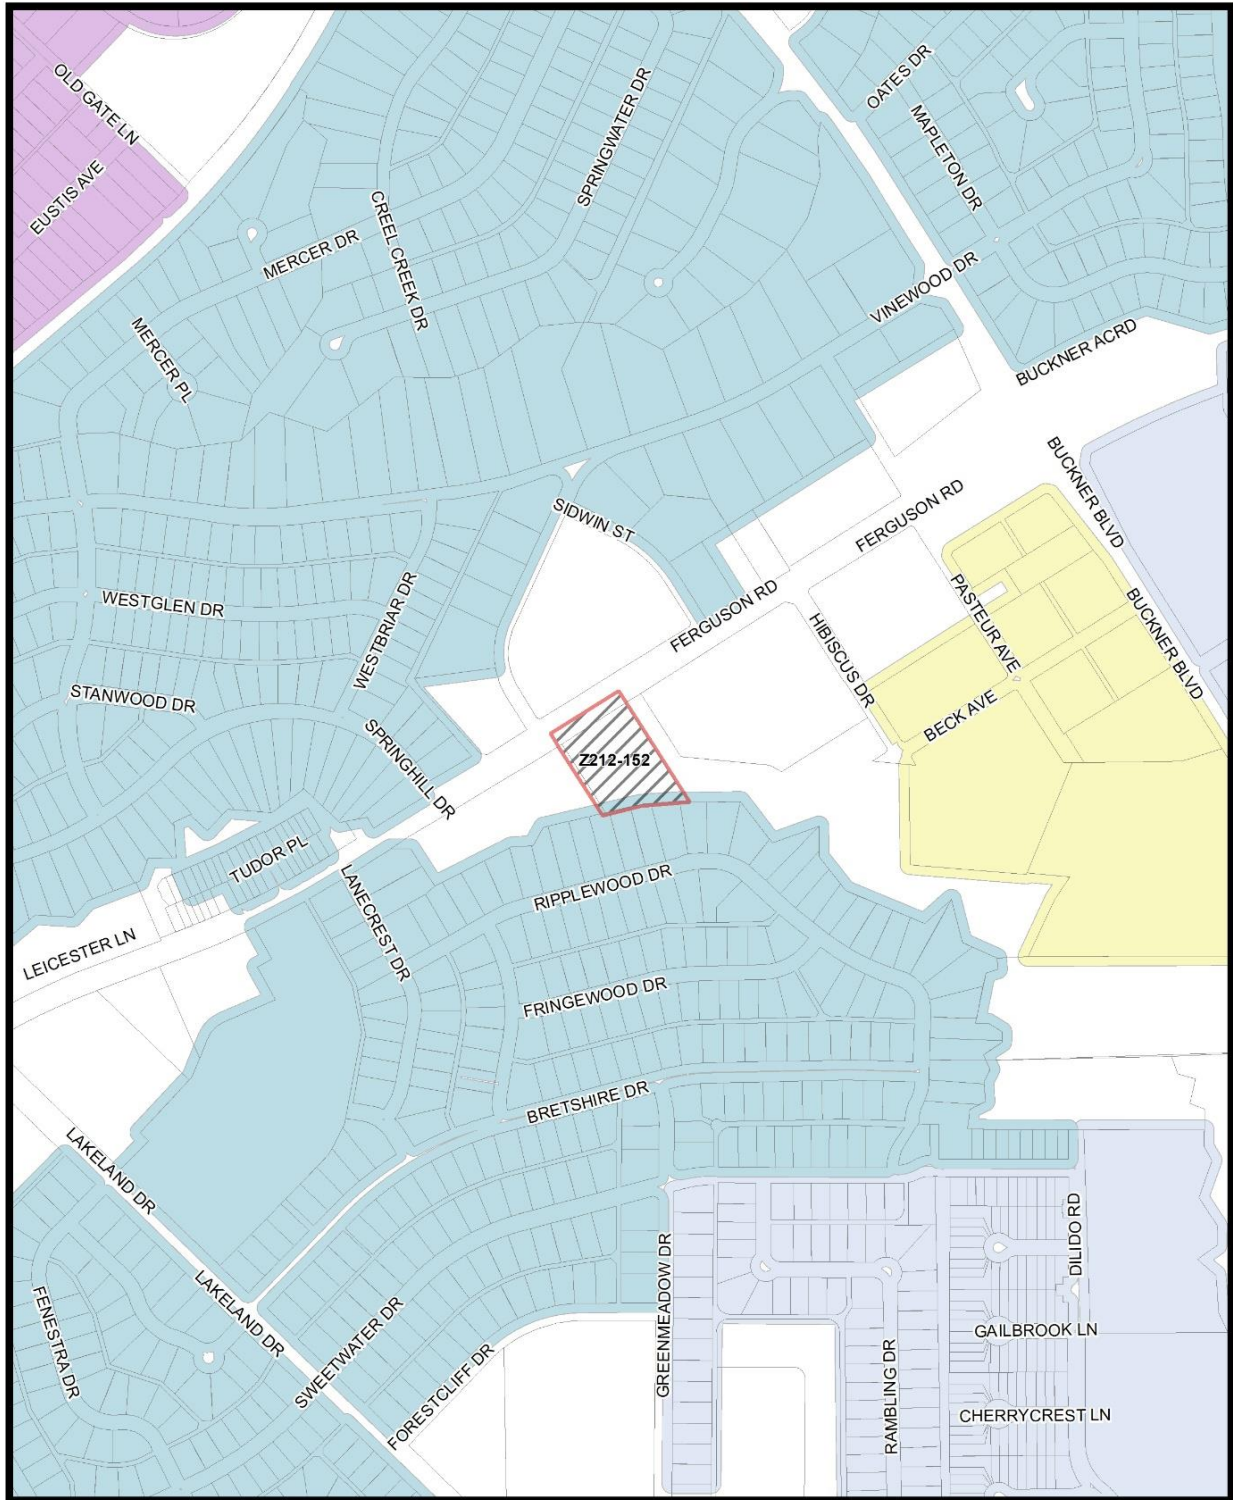 OLD GATE LN
EUSTIS AVE
SPRINGWATER DR
OATES DR
MAPLETON DR
CREEL CREEK DR
MERCER DR
MERCER PL
VINEWOOD DR
BUCKNER ACRD
BUCKNER BLVD
SIDWIN ST
FERGUSON RD
FERGUSON RD
WESTGLEN DR
WESTBRIAR DR
HIBISCUS DR
PASTEUR AVE
BUCKNER BLVD
STANWOOD DR
SPRINGHILL DR
BECK AVE
Z212-152
TUDOR PL
LANECREST DR
RIPPLEWOOD DR
LEICESTER LN
FRINGEWOOD DR
BRETSHIRE DR
LAKELAND DR
LAKELAND DR
FENESTRA DR
SWEETWATER DR
FORESTCLIFF DR
GREENMEADOW DR
RAMBLING DR
DILIDO RD
GAILBROOK LN
CHERRYCREST LN